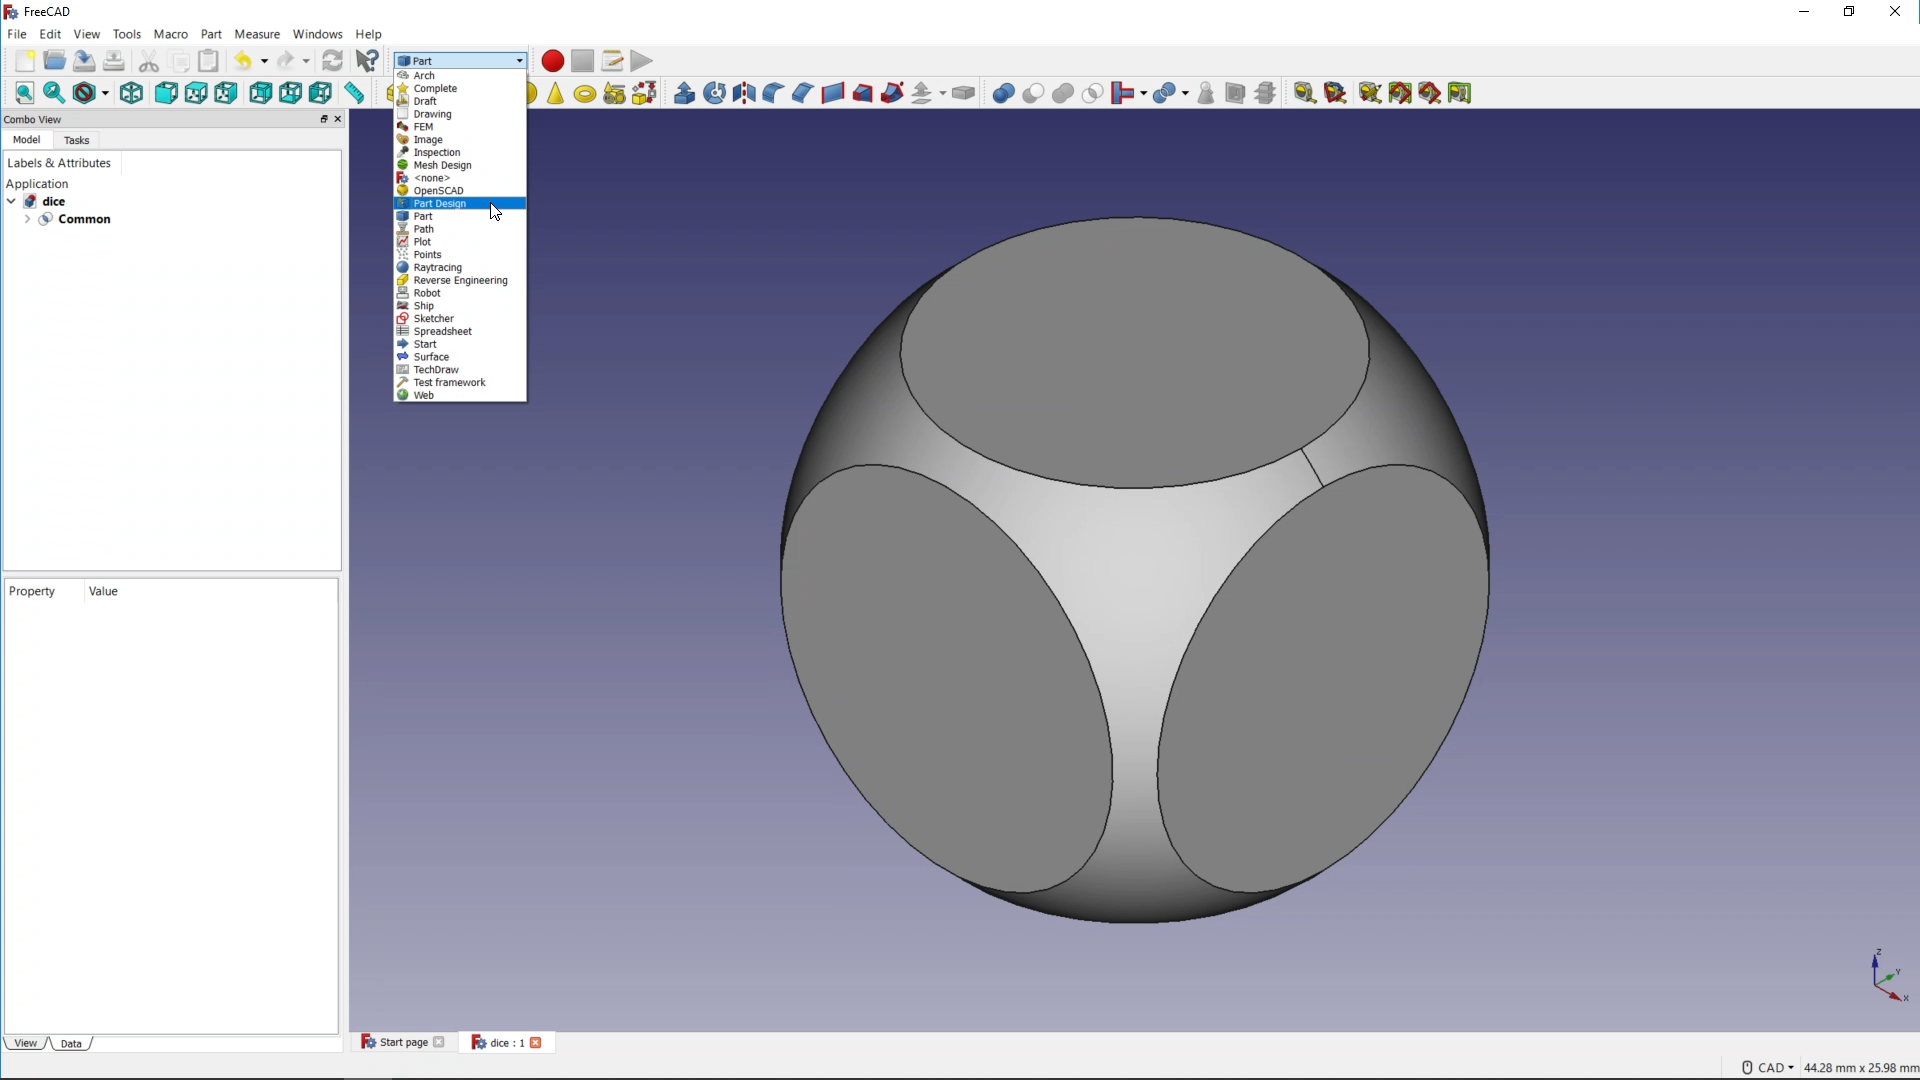 FreeCAD
File Edit View Tools Macro Part Measure Windows Help
Part
Arch
Complete
Draft
Drawing
FEM
Image
Inspection
Mesh Design
<none>
OpenSCAD
Part Design
Part
Path
Plot
Points
Raytracing
Reverse Engineering
Robot
Ship
Sketcher
Spreadsheet
Start
Surface
TechDraw
Test framework
Web
Combo View
Model Tasks
Labels & Attributes
Application
dice
Common
Property Value
View Data
Start page dice : 1
Z
Y
X
CAD 44.28 mm x 25.98 mm